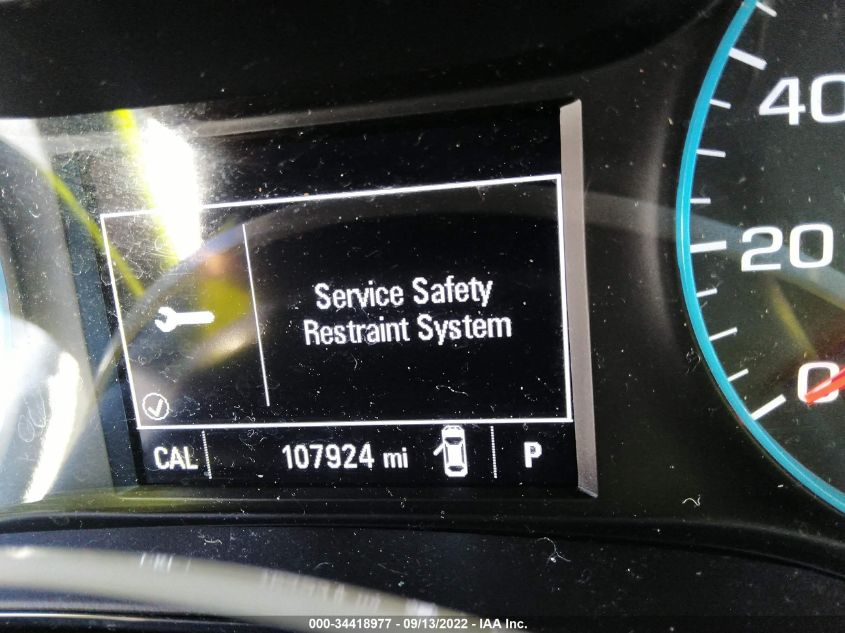 40
20
0
Service Safety
Restraint System
CAL 107924 mi P
000-34418977 - 09/13/2022 - IAA Inc.